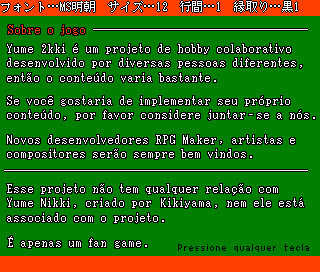 フォント…MS明朝　サイズ…12　行間…1　縁取り…黒1
Sobre o jogo
Yume 2kki é um projeto de hobby colaborativo
desenvolvido por diversas pessoas diferentes,
então o conteúdo varia bastante.
Se você gostaria de implementar seu próprio
conteúdo, por favor considere juntar-se a nós.
Novos desenvolvedores RPG Maker, artistas e
compositores serão sempre bem vindos.
Esse projeto não tem qualquer relação com
Yume Nikki, criado por Kikiyama, nem ele está
associado com o projeto.
É apenas um fan game.
Pressione qualquer tecla